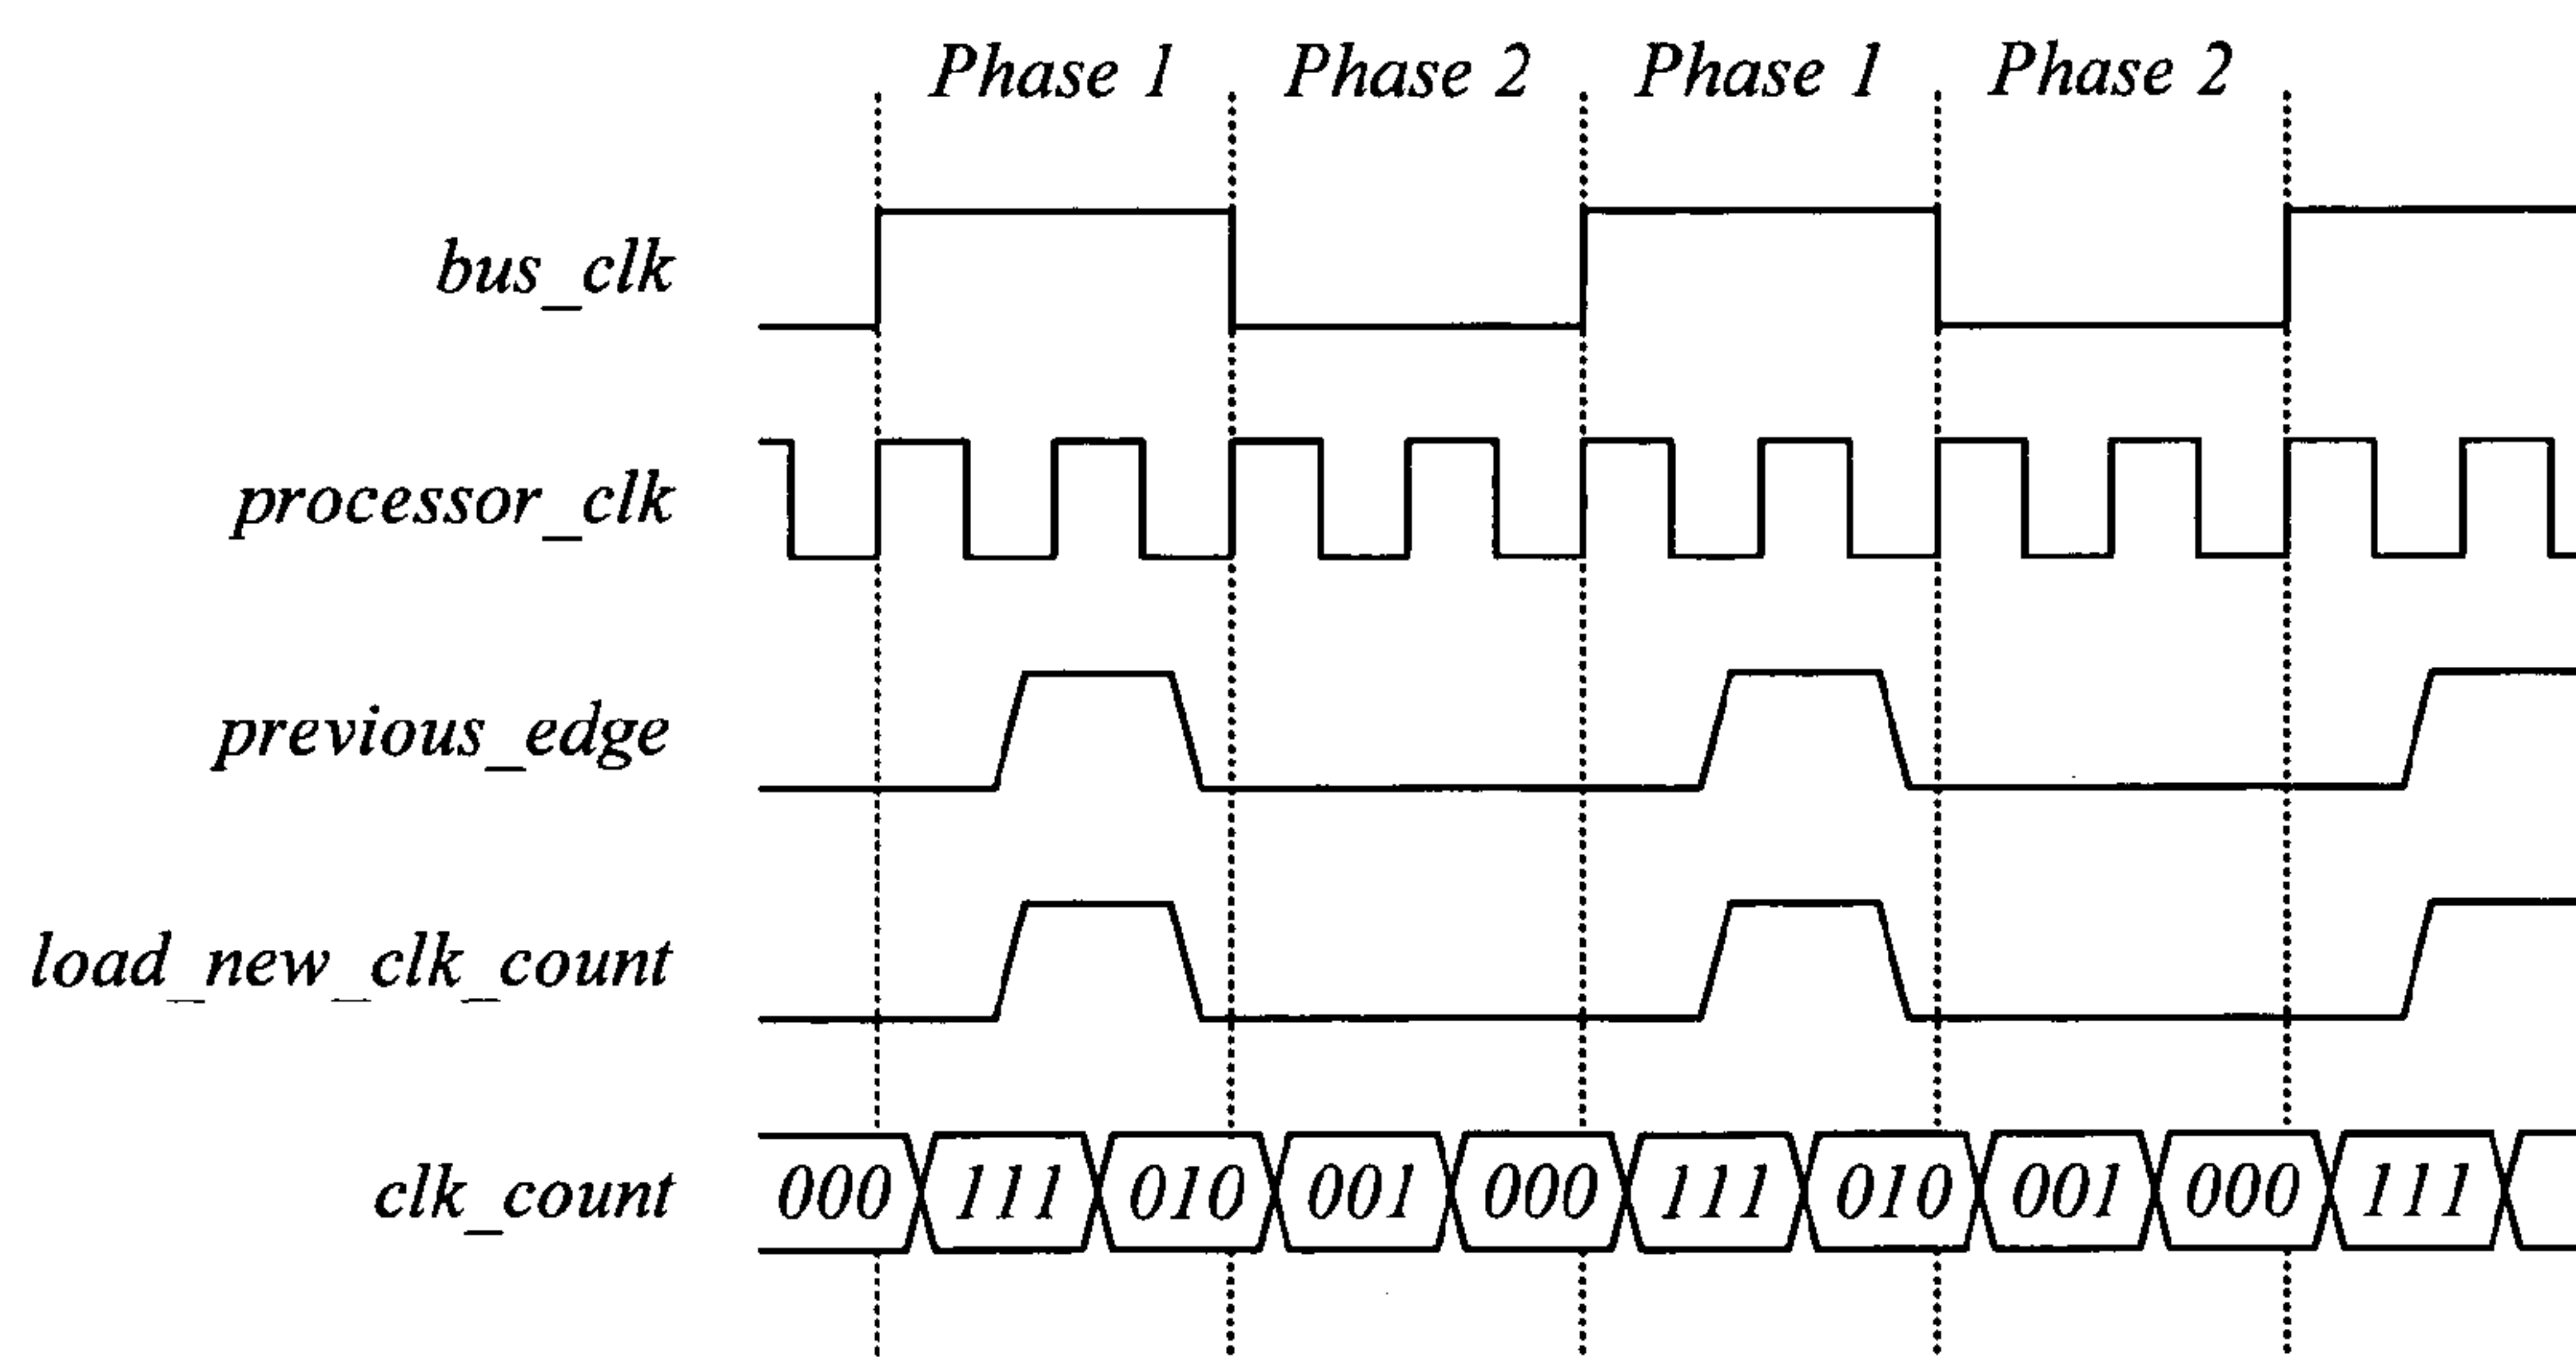 Phase 1 Phase 2 Phase 1 Phase 2
bus_clk
processor_clk
previous_edge
load_new_clk_count
clk_count 000 111 010 001 000 111 010 001 000 111